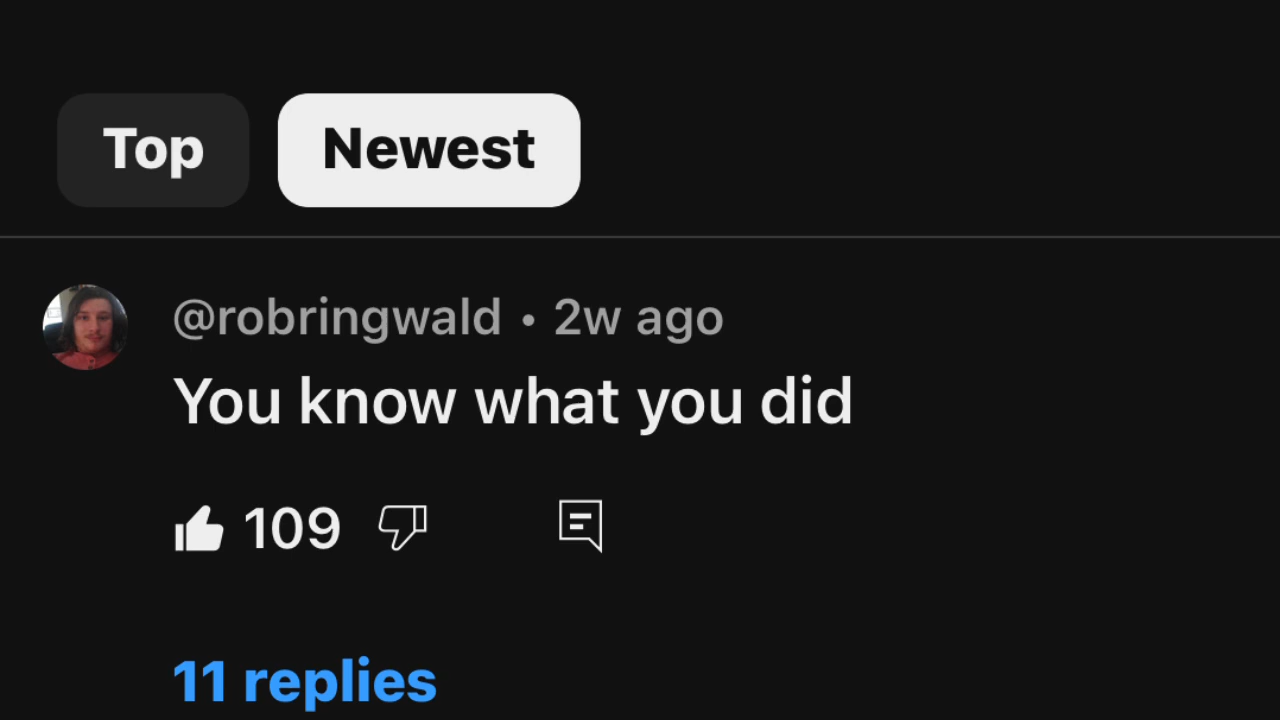 Top Newest
@robringwald • 2w ago
You know what you did
109
11 replies